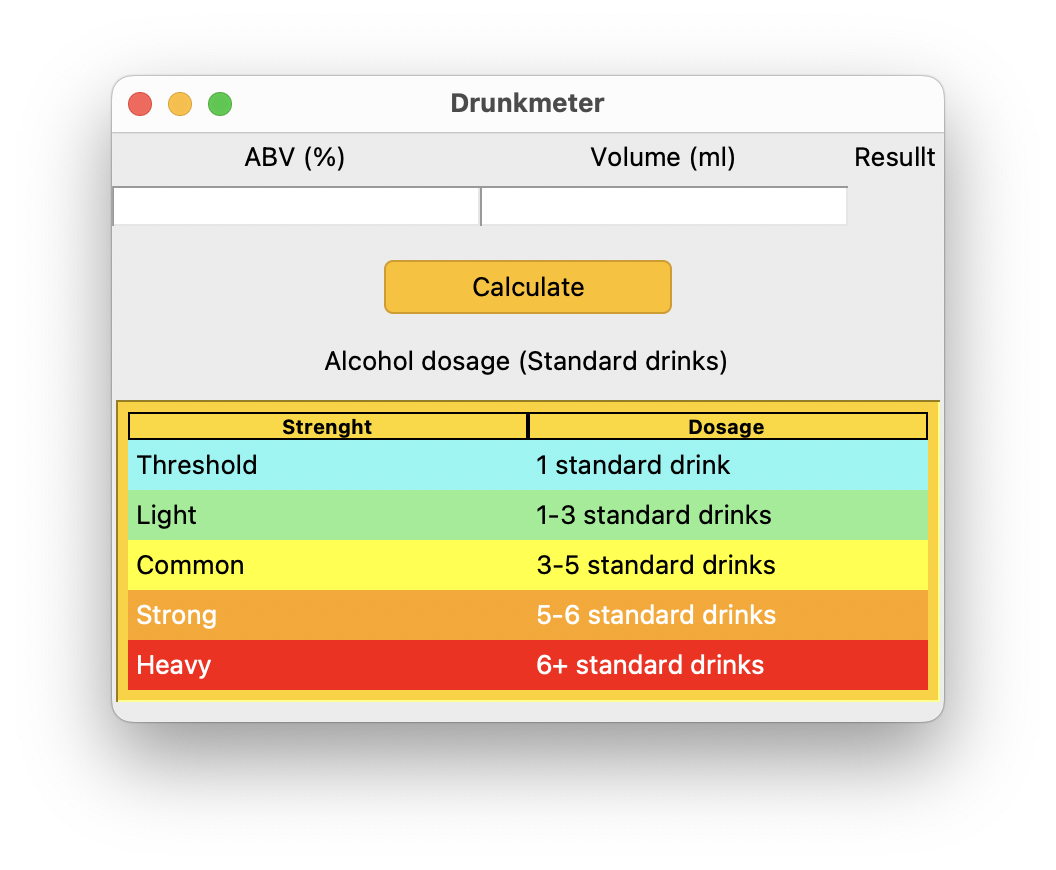 Drunkmeter
ABV (%) Volume (ml) Resullt
Calculate
Alcohol dosage (Standard drinks)
Strenght Dosage
Threshold 1 standard drink
Light 1-3 standard drinks
Common 3-5 standard drinks
Strong 5-6 standard drinks
Heavy 6+ standard drinks